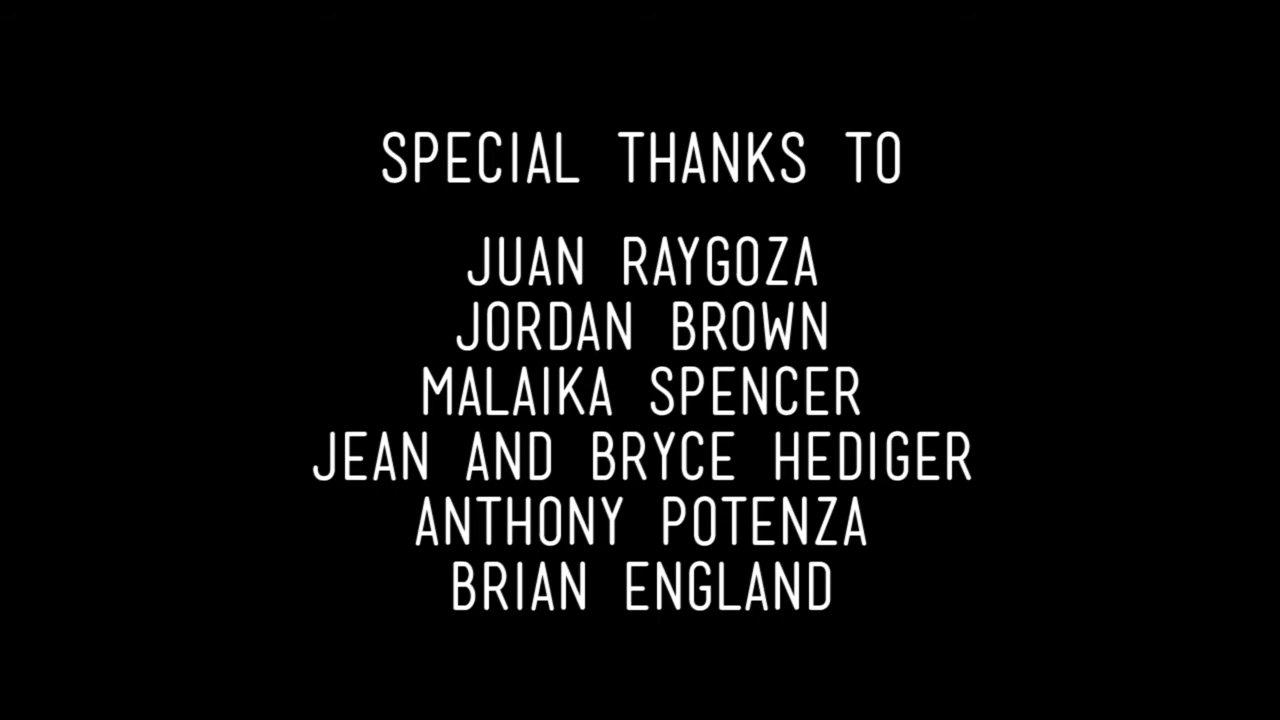 SPECIAL THANKS TO
JUAN RAYGOZA
JORDAN BROWN
MALAIKA SPENCER
JEAN AND BRYCE HEDIGER
ANTHONY POTENZA
BRIAN ENGLAND